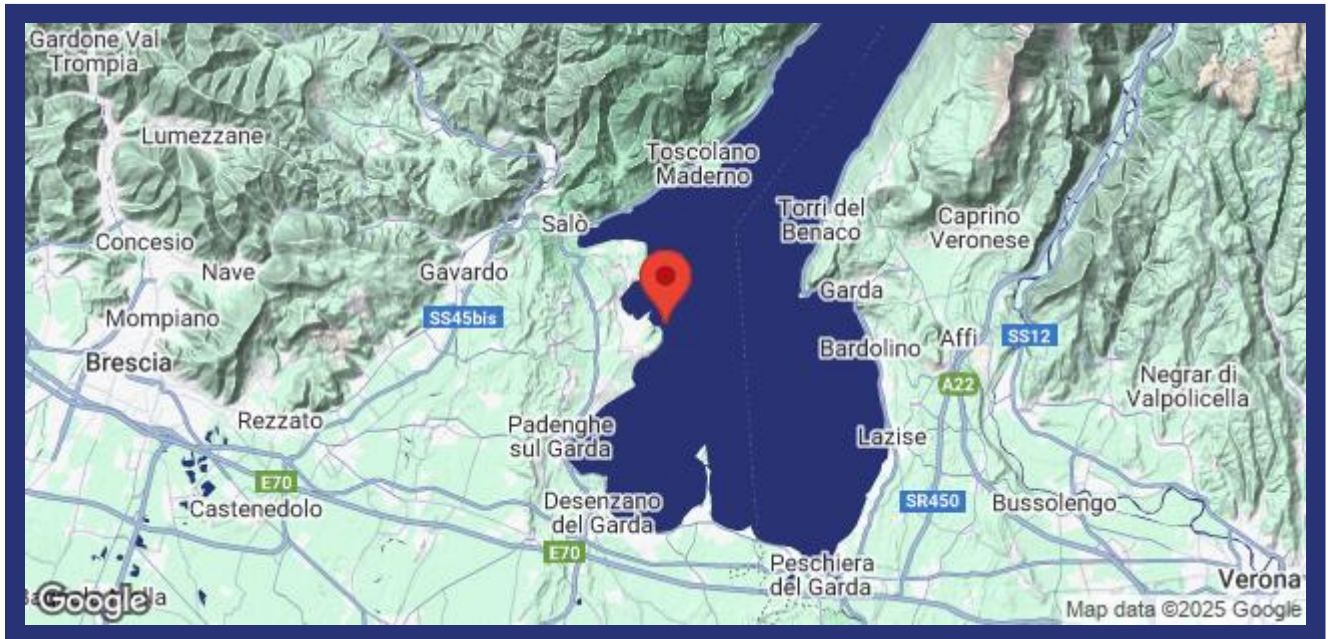 Gardone Val
Trompia
Lumezzane
Toscolano
Maderno
Torri del
Benaco
Caprino
Veronese
Salò
Concesio
Nave
Gavardo
Garda
SS45bis
Mompiano
SS12
Bardolino
Affi
Brescia
A22
Negrar di
Valpolicella
Rezzato
Padenghe
sul Garda
Lazise
E70
Castenedolo
Desenzano
del Garda
SR450
Bussolengo
E70
Peschiera
del Garda
Verona
Google
Map data ©2025 Google